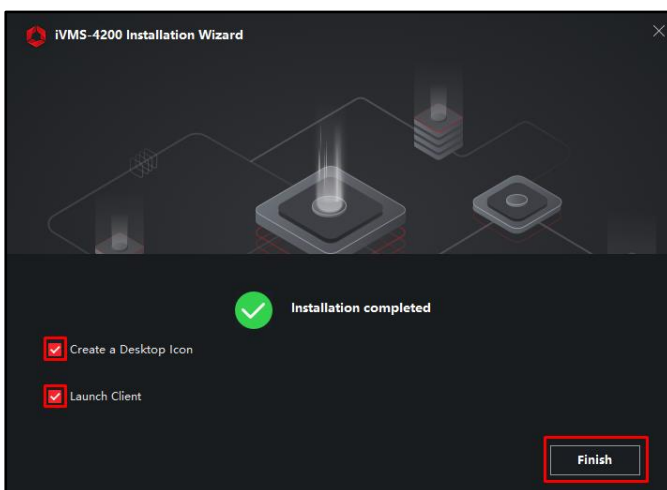 iVMS-4200 Installation Wizard
Installation completed
Create a Desktop Icon
Launch Client
Finish